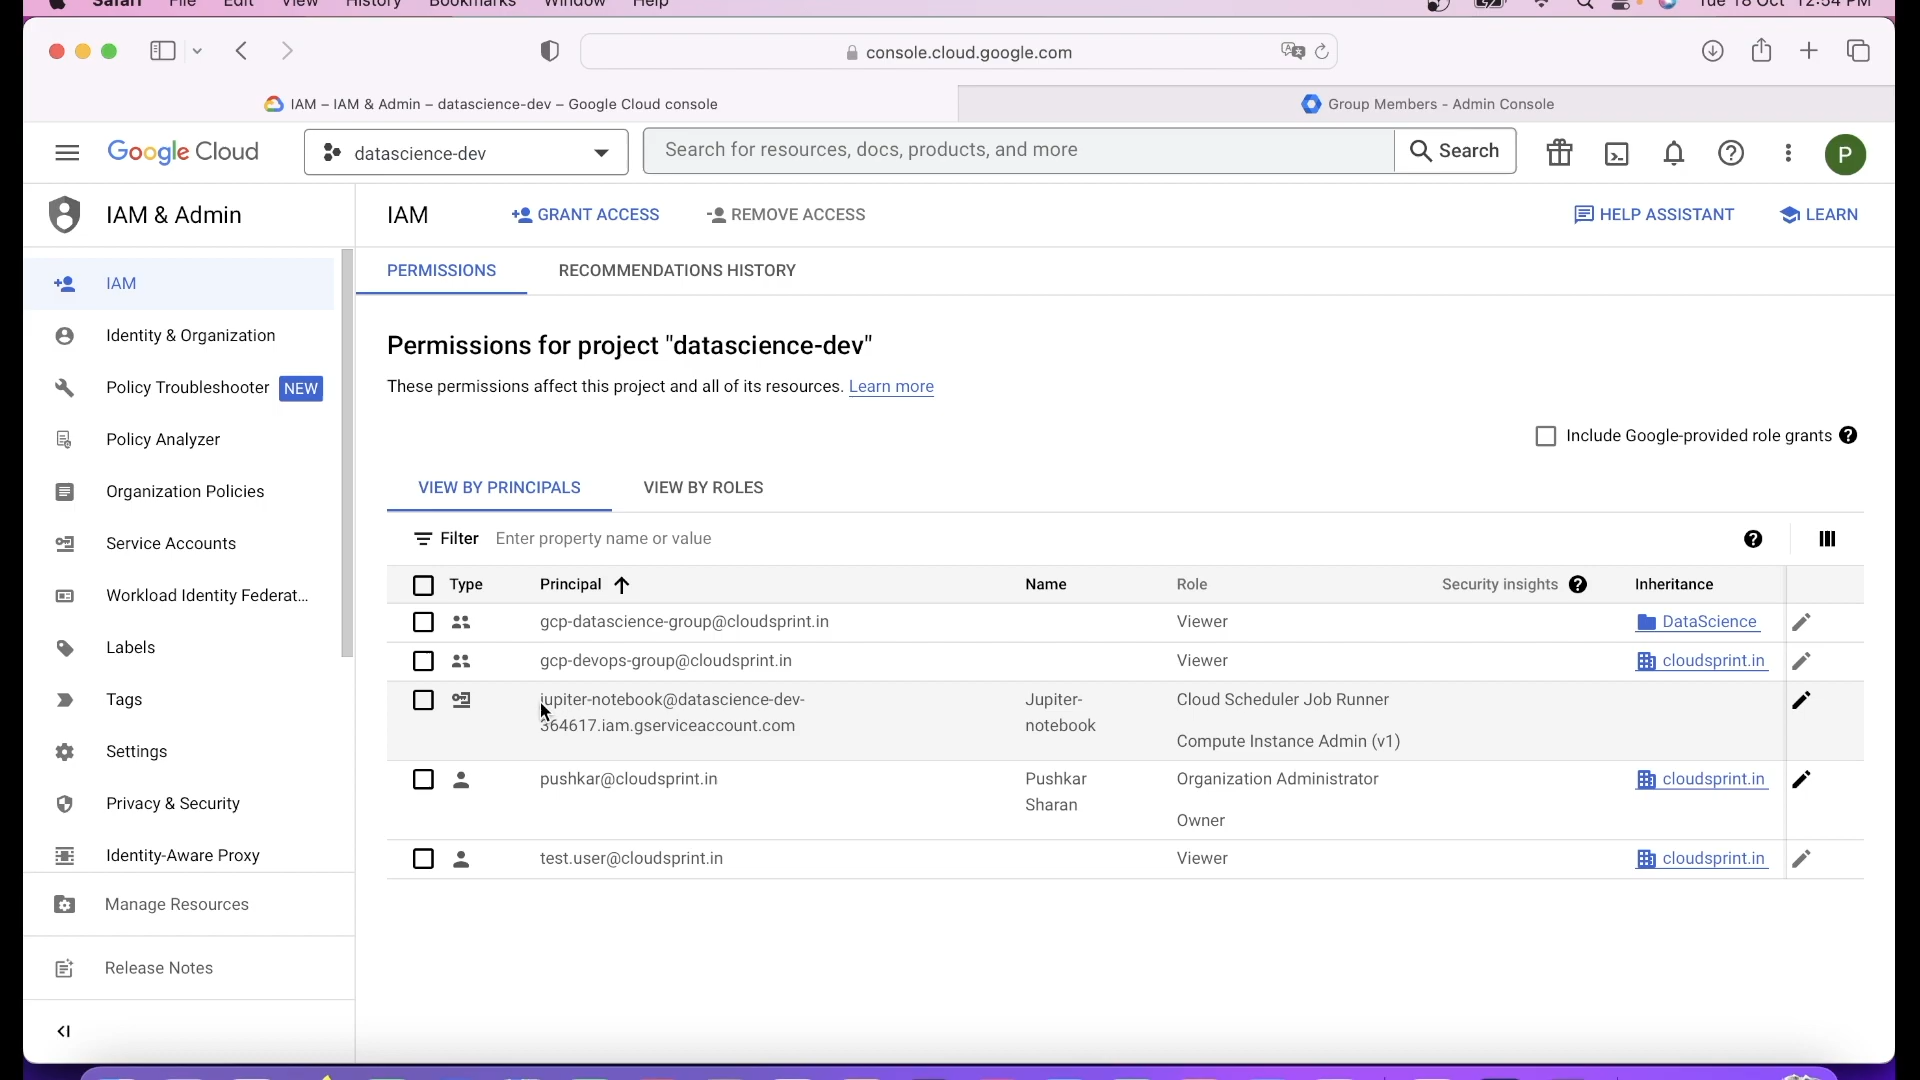 Safari File Edit View History Bookmarks Window Help Tue 18 Oct 12:54 PM
console.cloud.google.com
IAM – IAM & Admin – datascience-dev – Google Cloud console
Group Members - Admin Console
Google Cloud
datascience-dev
Search for resources, docs, products, and more
Search
P
IAM & Admin
IAM
GRANT ACCESS
REMOVE ACCESS
HELP ASSISTANT
LEARN
IAM
Identity & Organization
Policy Troubleshooter NEW
Policy Analyzer
Organization Policies
Service Accounts
Workload Identity Federat...
Labels
Tags
Settings
Privacy & Security
Identity-Aware Proxy
Manage Resources
Release Notes
PERMISSIONS
RECOMMENDATIONS HISTORY
Permissions for project "datascience-dev"
These permissions affect this project and all of its resources. Learn more
Include Google-provided role grants
VIEW BY PRINCIPALS
VIEW BY ROLES
Filter Enter property name or value
Type Principal Name Role Security insights Inheritance
gcp-datascience-group@cloudsprint.in Viewer DataScience
gcp-devops-group@cloudsprint.in Viewer cloudsprint.in
jupiter-notebook@datascience-dev- Jupiter- Cloud Scheduler Job Runner
364617.iam.gserviceaccount.com notebook
Compute Instance Admin (v1)
pushkar@cloudsprint.in Pushkar Organization Administrator cloudsprint.in
Sharan
Owner
test.user@cloudsprint.in Viewer cloudsprint.in